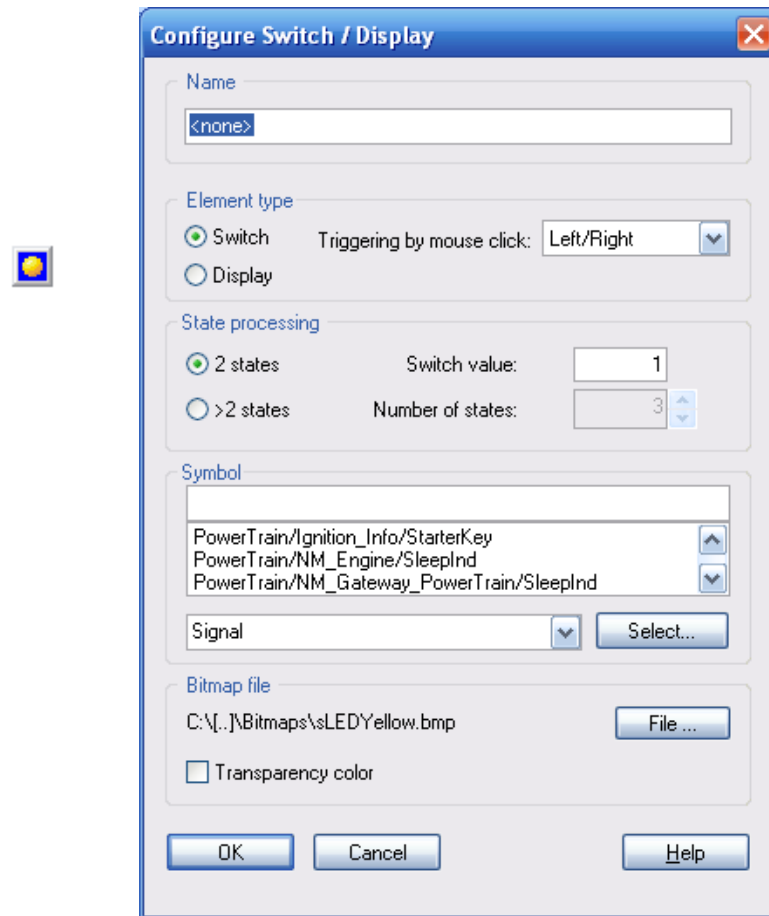 Configure Switch / Display
Name
<none>
Element type
Switch Triggering by mouse click: Left/Right
Display
State processing
2 states Switch value: 1
>2 states Number of states: 3
Symbol
PowerTrain/Ignition_Info/StarterKey
PowerTrain/NM_Engine/SleepInd
PowerTrain/NM_Gateway_PowerTrain/SleepInd
Signal Select...
Bitmap file
C:\[..]\Bitmaps\sLEDYellow.bmp File ...
Transparency color
OK Cancel Help